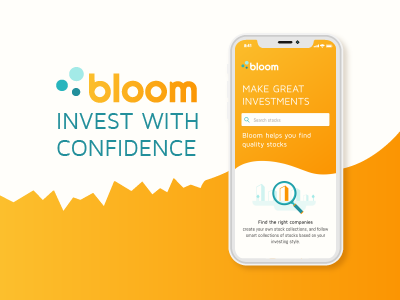 bloom
INVEST WITH
CONFIDENCE
bloom
MAKE GREAT
INVESTMENTS
Search stocks
Bloom helps you find
quality stocks
Find the right companies
create your own stock collections, and follow
smart collections of stocks based on your
investing style.